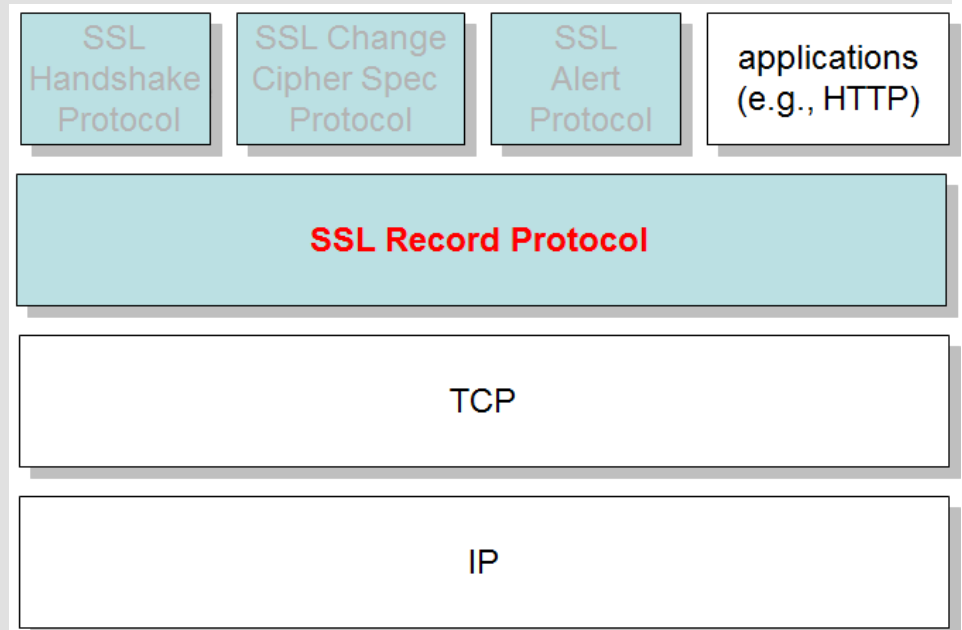 SSL
Handshake
Protocol
SSL Change
Cipher Spec
Protocol
SSL
Alert
Protocol
applications
(e.g., HTTP)
SSL Record Protocol
TCP
IP